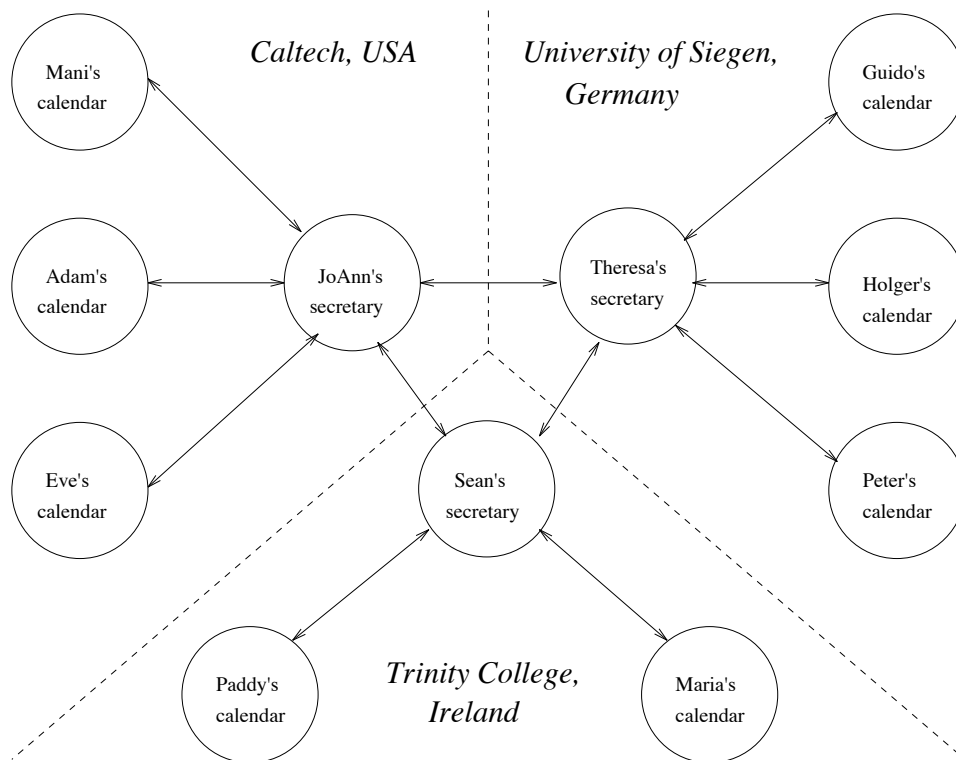 Caltech, USA
University of Siegen,
Germany
Mani's
calendar
Guido's
calendar
Adam's
calendar
JoAnn's
secretary
Theresa's
secretary
Holger's
calendar
Eve's
calendar
Sean's
secretary
Peter's
calendar
Paddy's
calendar
Trinity College,
Ireland
Maria's
calendar